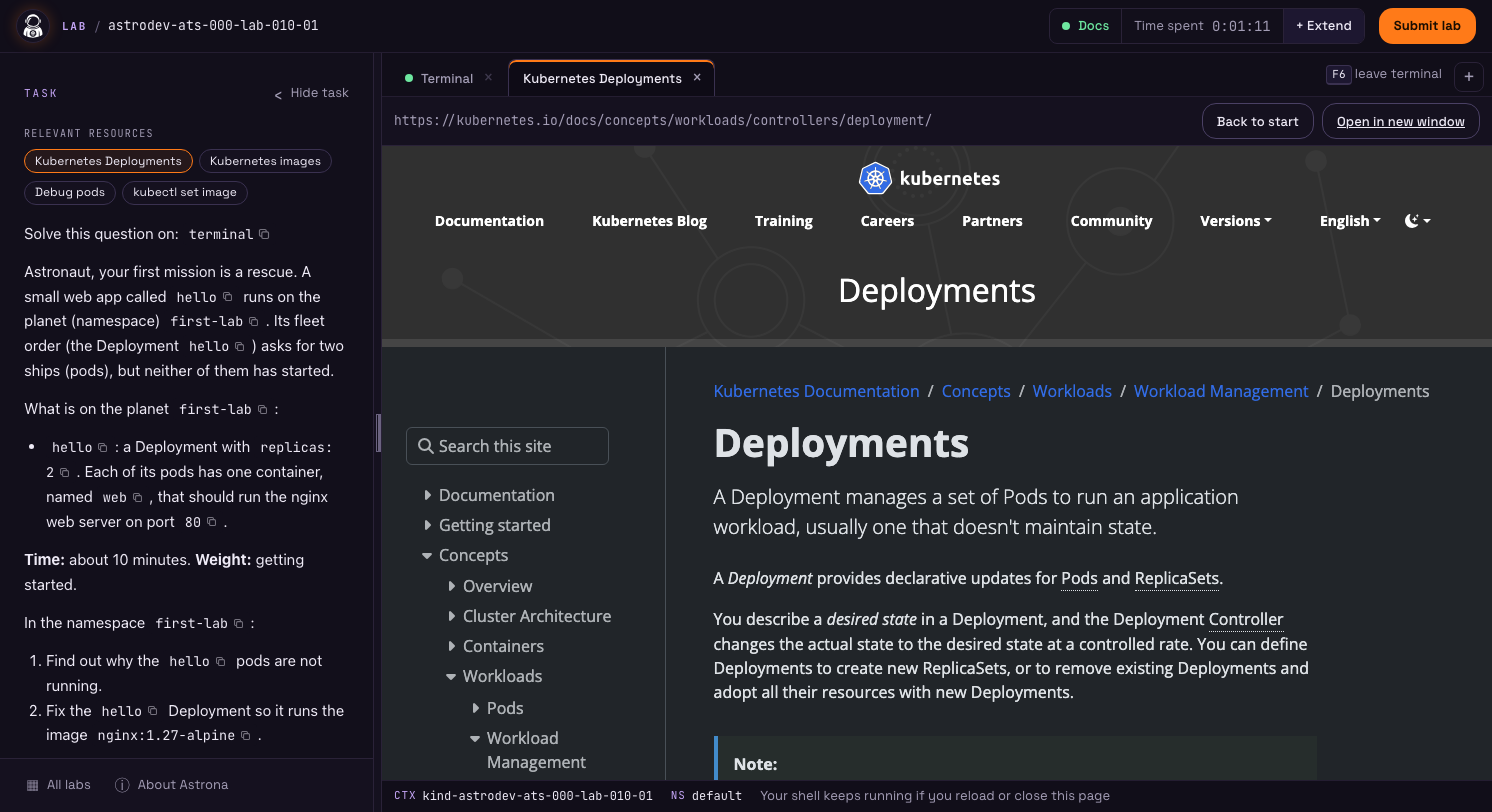 LAB / astrodev-ats-000-lab-010-01
Docs
Time spent 0:01:11
+ Extend
Submit lab
TASK
< Hide task
RELEVANT RESOURCES
Kubernetes Deployments
Kubernetes images
Debug pods
kubectl set image
Solve this question on: terminal
Astronaut, your first mission is a rescue. A
small web app called hello runs on the
planet (namespace) first-lab . Its fleet
order (the Deployment hello ) asks for two
ships (pods), but neither of them has started.
What is on the planet first-lab :
• hello : a Deployment with replicas:
2 . Each of its pods has one container,
named web , that should run the nginx
web server on port 80 .
Time: about 10 minutes. Weight: getting
started.
In the namespace first-lab :
1. Find out why the hello pods are not
running.
2. Fix the hello Deployment so it runs the
image nginx:1.27-alpine .
All labs
About Astrona
Terminal ×
Kubernetes Deployments ×
F6 leave terminal
+
https://kubernetes.io/docs/concepts/workloads/controllers/deployment/
Back to start
Open in new window
kubernetes
Documentation
Kubernetes Blog
Training
Careers
Partners
Community
Versions
English
Deployments
Search this site
Documentation
Getting started
Concepts
Overview
Cluster Architecture
Containers
Workloads
Pods
Workload
Management
Kubernetes Documentation / Concepts / Workloads / Workload Management / Deployments
Deployments
A Deployment manages a set of Pods to run an application
workload, usually one that doesn't maintain state.
A Deployment provides declarative updates for Pods and ReplicaSets.
You describe a desired state in a Deployment, and the Deployment Controller
changes the actual state to the desired state at a controlled rate. You can define
Deployments to create new ReplicaSets, or to remove existing Deployments and
adopt all their resources with new Deployments.
Note:
CTX kind-astrodev-ats-000-lab-010-01 NS default Your shell keeps running if you reload or close this page